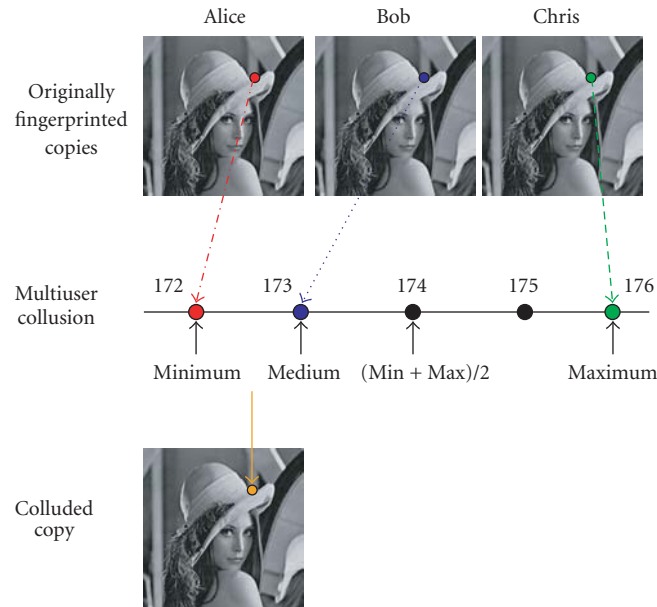 Alice Bob Chris
Originally
fingerprinted
copies
172 173 174 175 176
Multiuser
collusion
Minimum Medium (Min + Max)/2 Maximum
Colluded
copy